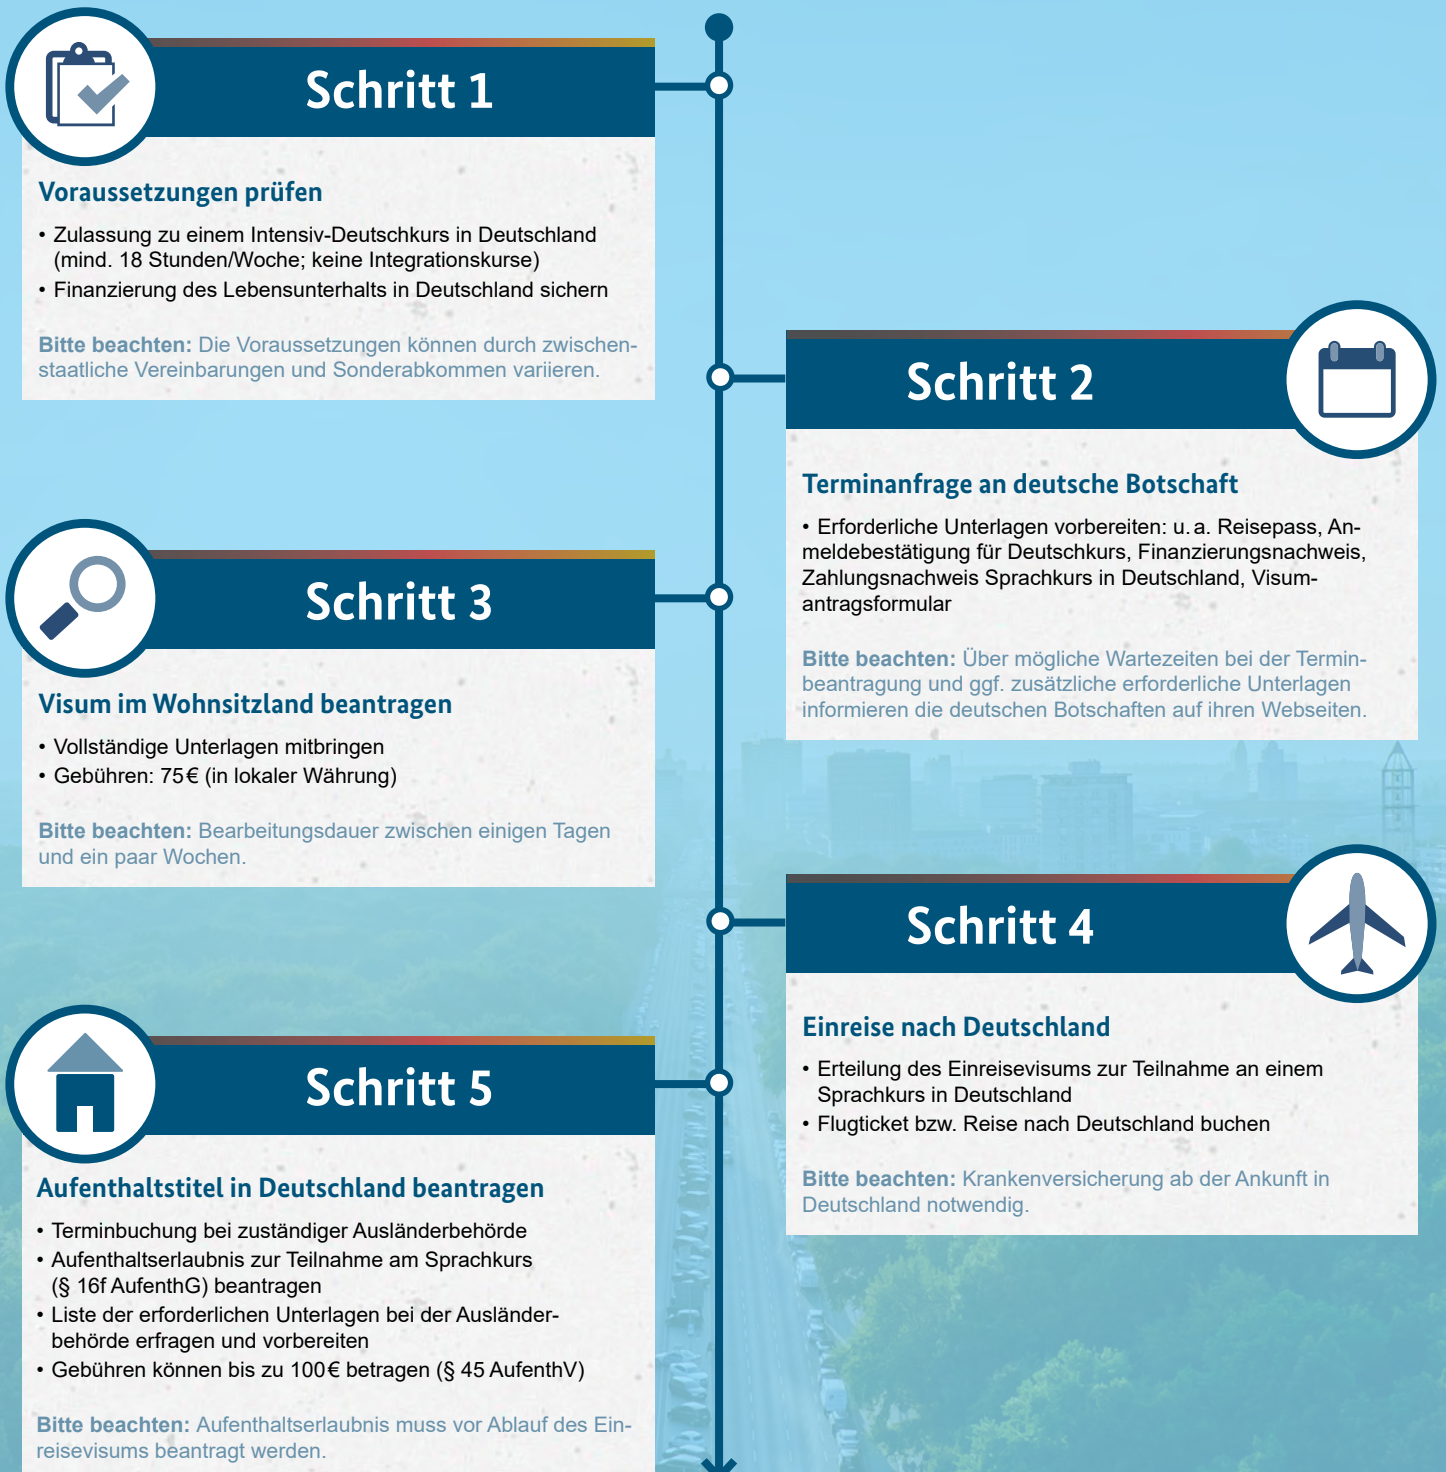 Schritt 1
Voraussetzungen prüfen
• Zulassung zu einem Intensiv-Deutschkurs in Deutschland
(mind. 18 Stunden/Woche; keine Integrationskurse)
• Finanzierung des Lebensunterhalts in Deutschland sichern
Bitte beachten: Die Voraussetzungen können durch zwischen-
staatliche Vereinbarungen und Sonderabkommen variieren.
Schritt 2
Terminanfrage an deutsche Botschaft
• Erforderliche Unterlagen vorbereiten: u. a. Reisepass, An-
meldebestätigung für Deutschkurs, Finanzierungsnachweis,
Zahlungsnachweis Sprachkurs in Deutschland, Visum-
antragsformular
Bitte beachten: Über mögliche Wartezeiten bei der Termin-
beantragung und ggf. zusätzliche erforderliche Unterlagen
informieren die deutschen Botschaften auf ihren Webseiten.
Schritt 3
Visum im Wohnsitzland beantragen
• Vollständige Unterlagen mitbringen
• Gebühren: 75 € (in lokaler Währung)
Bitte beachten: Bearbeitungsdauer zwischen einigen Tagen
und ein paar Wochen.
Schritt 4
Einreise nach Deutschland
• Erteilung des Einreisevisums zur Teilnahme an einem
Sprachkurs in Deutschland
• Flugticket bzw. Reise nach Deutschland buchen
Bitte beachten: Krankenversicherung ab der Ankunft in
Deutschland notwendig.
Schritt 5
Aufenthaltstitel in Deutschland beantragen
• Terminbuchung bei zuständiger Ausländerbehörde
• Aufenthaltserlaubnis zur Teilnahme am Sprachkurs
(§ 16f AufenthG) beantragen
• Liste der erforderlichen Unterlagen bei der Ausländer-
behörde erfragen und vorbereiten
• Gebühren können bis zu 100 € betragen (§ 45 AufenthV)
Bitte beachten: Aufenthaltserlaubnis muss vor Ablauf des Ein-
reisevisums beantragt werden.